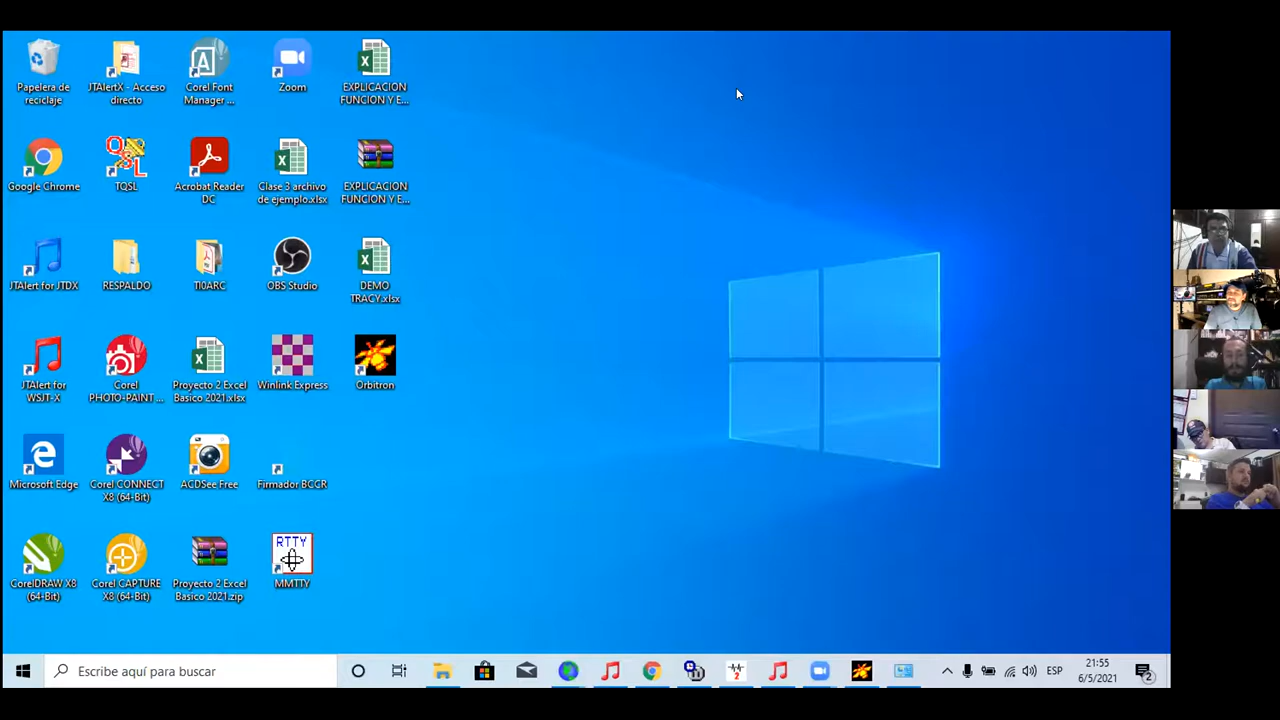 Papelera de
reciclaje
JTAlertX - Acceso
directo
Corel Font
Manager ...
Zoom
EXPLICACION
FUNCION Y E...
Google Chrome
QSL
TQSL
Acrobat Reader
DC
Clase 3 archivo
de ejemplo.xlsx
EXPLICACION
FUNCION Y E...
JTAlert for JTDX
RESPALDO
TI0ARC
OBS Studio
DEMO
TRACY.xlsx
JTAlert for
WSJT-X
Corel
PHOTO-PAINT ...
Proyecto 2 Excel
Basico 2021.xlsx
Winlink Express
Orbitron
Microsoft Edge
Corel CONNECT
X8 (64-Bit)
ACDSee Free
Firmador BCCR
CorelDRAW X8
(64-Bit)
Corel CAPTURE
X8 (64-Bit)
Proyecto 2 Excel
Basico 2021.zip
RTTY
MMTTY
Escribe aquí para buscar
2
ESP
21:55
6/5/2021
2